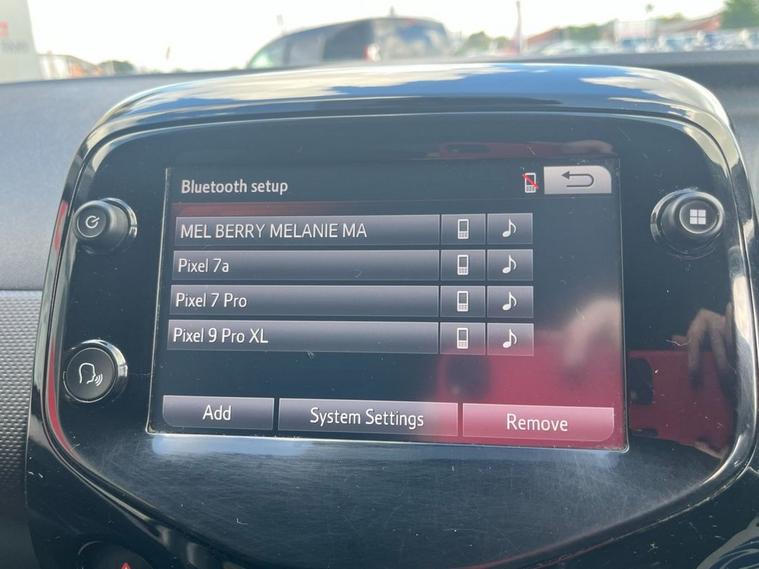 Bluetooth setup
MEL BERRY MELANIE MA
Pixel 7a
Pixel 7 Pro
Pixel 9 Pro XL
Add
System Settings
Remove